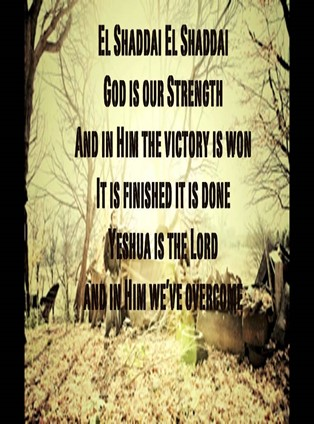 El Shaddai El Shaddai
God is our Strength
And in Him the victory is won
It is finished it is done
Yeshua is the Lord
and in Him we've overcome